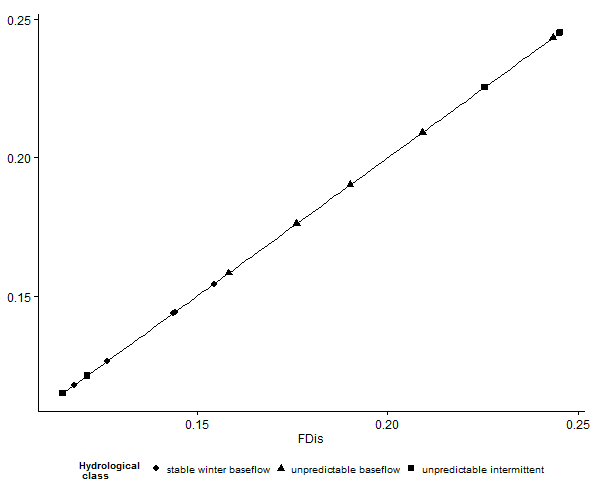 0.25
0.20
0.15
0.15 0.20 0.25
FDis
Hydrological
class
stable winter baseflow unpredictable baseflow unpredictable intermittent